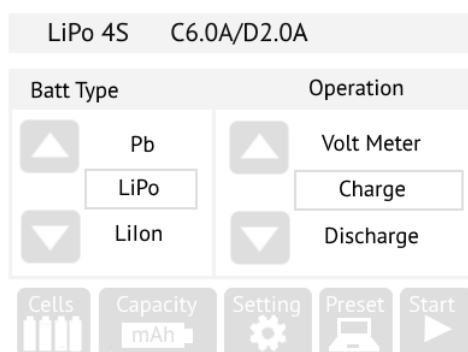 LiPo 4S C6.0A/D2.0A
Batt Type Operation
Pb Volt Meter
LiPo Charge
LiIon Discharge
Cells Capacity Setting Preset Start
mAh